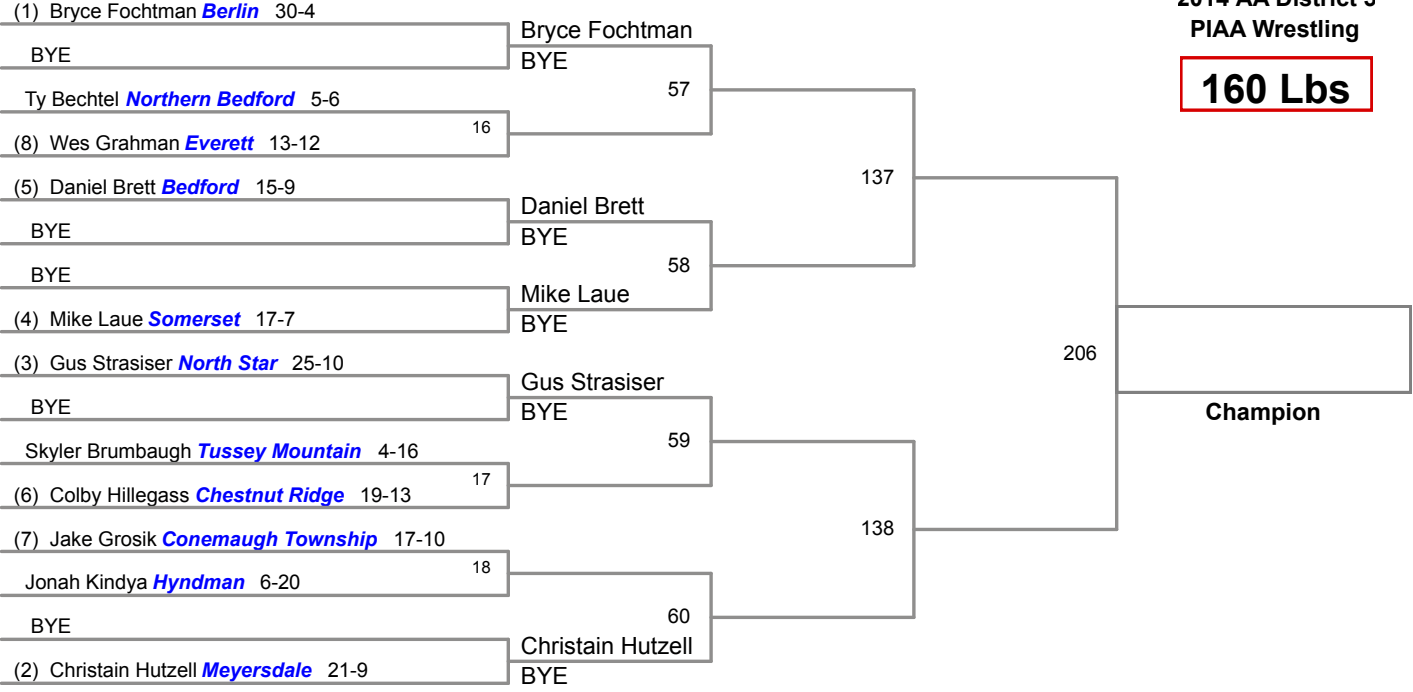 2014 AA District 5
PIAA Wrestling
160 Lbs
(1) Bryce Fochtman Berlin 30-4
BYE
Ty Bechtel Northern Bedford 5-6
16
(8) Wes Grahman Everett 13-12
(5) Daniel Brett Bedford 15-9
BYE
BYE
(4) Mike Laue Somerset 17-7
(3) Gus Strasiser North Star 25-10
BYE
Skyler Brumbaugh Tussey Mountain 4-16
17
(6) Colby Hillegass Chestnut Ridge 19-13
(7) Jake Grosik Conemaugh Township 17-10
18
Jonah Kindya Hyndman 6-20
BYE
(2) Christain Hutzell Meyersdale 21-9
Bryce Fochtman
BYE
57
Daniel Brett
BYE
58
Mike Laue
BYE
Gus Strasiser
BYE
59
60
Christain Hutzell
BYE
137
138
206
Champion